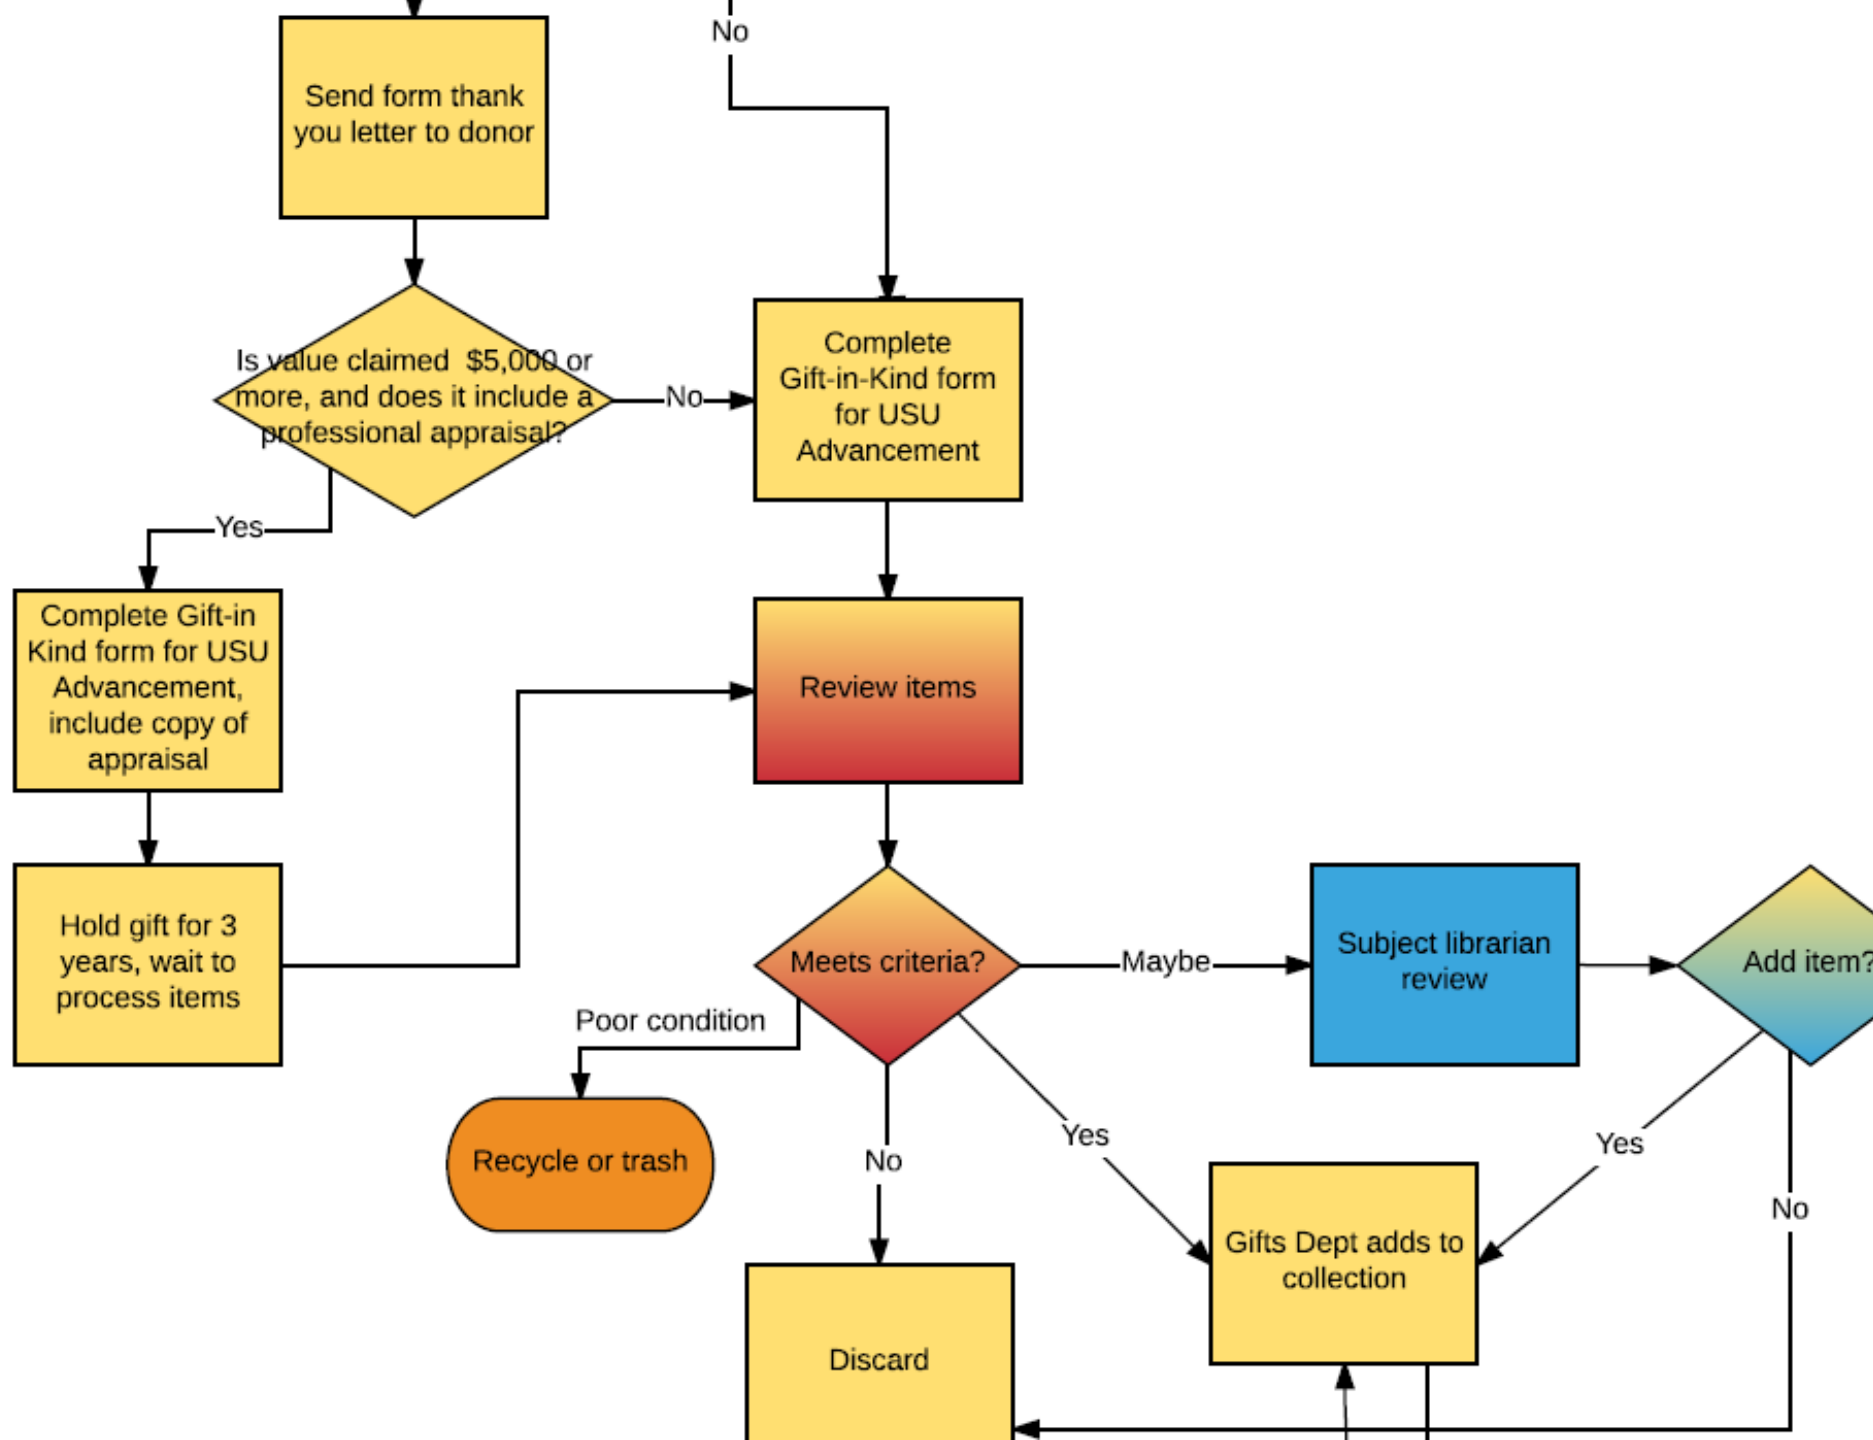 No
Send form thank
you letter to donor
Is value claimed  $5,000 or
more, and does it include a
professional appraisal?
No
Complete
Gift-in-Kind form
for USU
Advancement
Yes
Complete Gift-in
Kind form for USU
Advancement,
include copy of
appraisal
Review items
Hold gift for 3
years, wait to
process items
Meets criteria?
Maybe
Subject librarian
review
Add item?
Poor condition
Recycle or trash
No
Yes
Yes
No
Gifts Dept adds to
collection
Discard